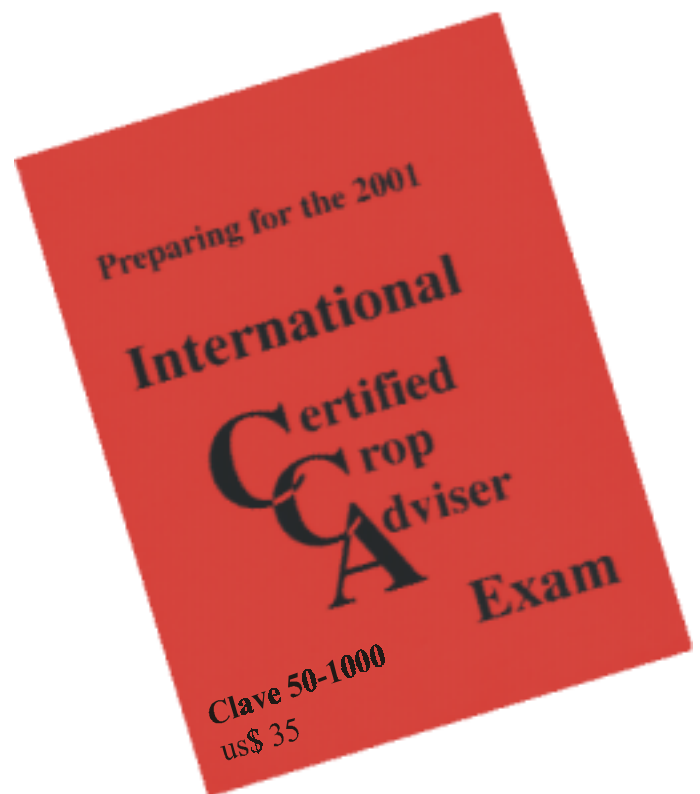 Preparing for the 2001
International
Certified
Crop
Adviser
Exam
Clave 50-1000
us$ 35